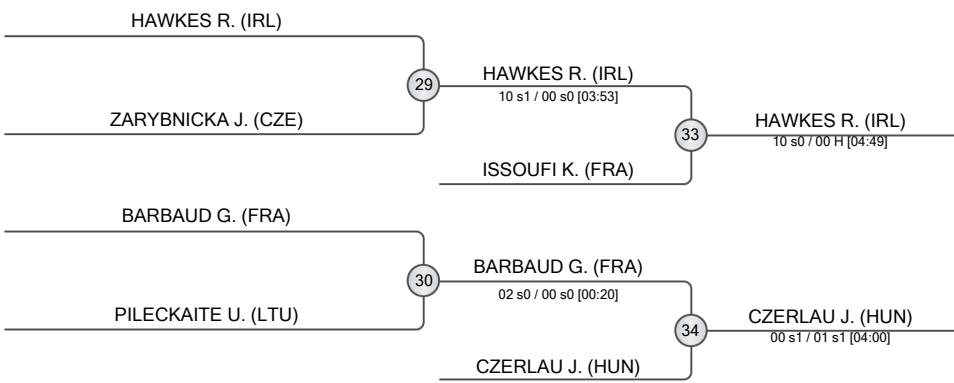 HAWKES R. (IRL)
29
HAWKES R. (IRL)
10 s1 / 00 s0 [03:53]
ZARYBNICKA J. (CZE)
33
HAWKES R. (IRL)
10 s0 / 00 H [04:49]
ISSOUFI K. (FRA)
BARBAUD G. (FRA)
30
BARBAUD G. (FRA)
02 s0 / 00 s0 [00:20]
PILECKAITE U. (LTU)
34
CZERLAU J. (HUN)
00 s1 / 01 s1 [04:00]
CZERLAU J. (HUN)